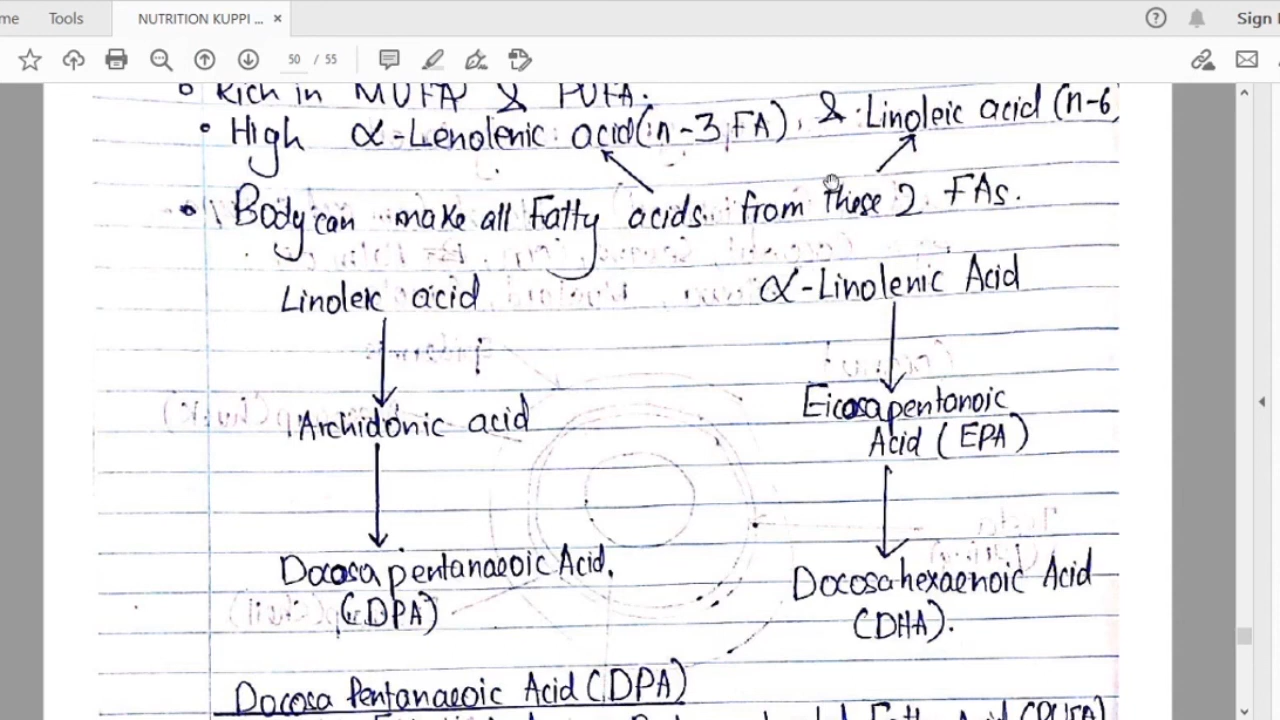 me Tools NUTRITION KUPPI ... × Sign
50 / 55
Rich in MUFA & PUFA.
High α-Lenolenic acid (n-3 FA), & Linoleic acid (n-6
Body can make all Fatty acids from these 2 FAs.
Linoleic acid α-Linolenic Acid
Archidonic acid Eicosapentonoic
Acid (EPA)
Docosapentanaeoic Acid. Docosahexaenoic Acid
(DPA) (DHA).
Docosa Pentanaeoic Acid (DPA)